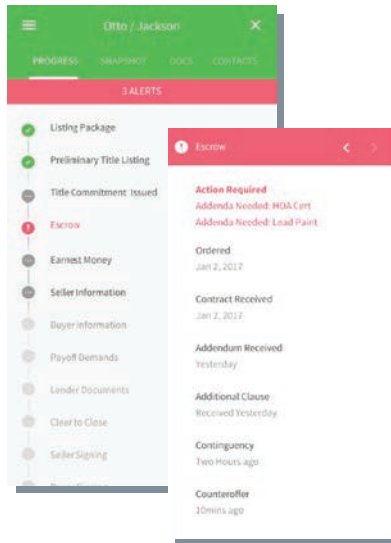 Otto / Jackson
PROGRESS SNAPSHOT DOCS CONTACTS
3 ALERTS
Listing Package
Preliminary Title Listing
Title Commitment Issued
Escrow
Earnest Money
Seller Information
Buyer Information
Payoff Demands
Lender Documents
Clear to Close
Seller Signing
Escrow
Action Required
Addenda Needed: HOA Cert
Addenda Needed: Lead Paint
Ordered
Jan 2, 2017
Contract Received
Jan 2, 2017
Addendum Received
Yesterday
Additional Clause
Received Yesterday
Continguency
Two Hours ago
Counteroffer
10mins ago